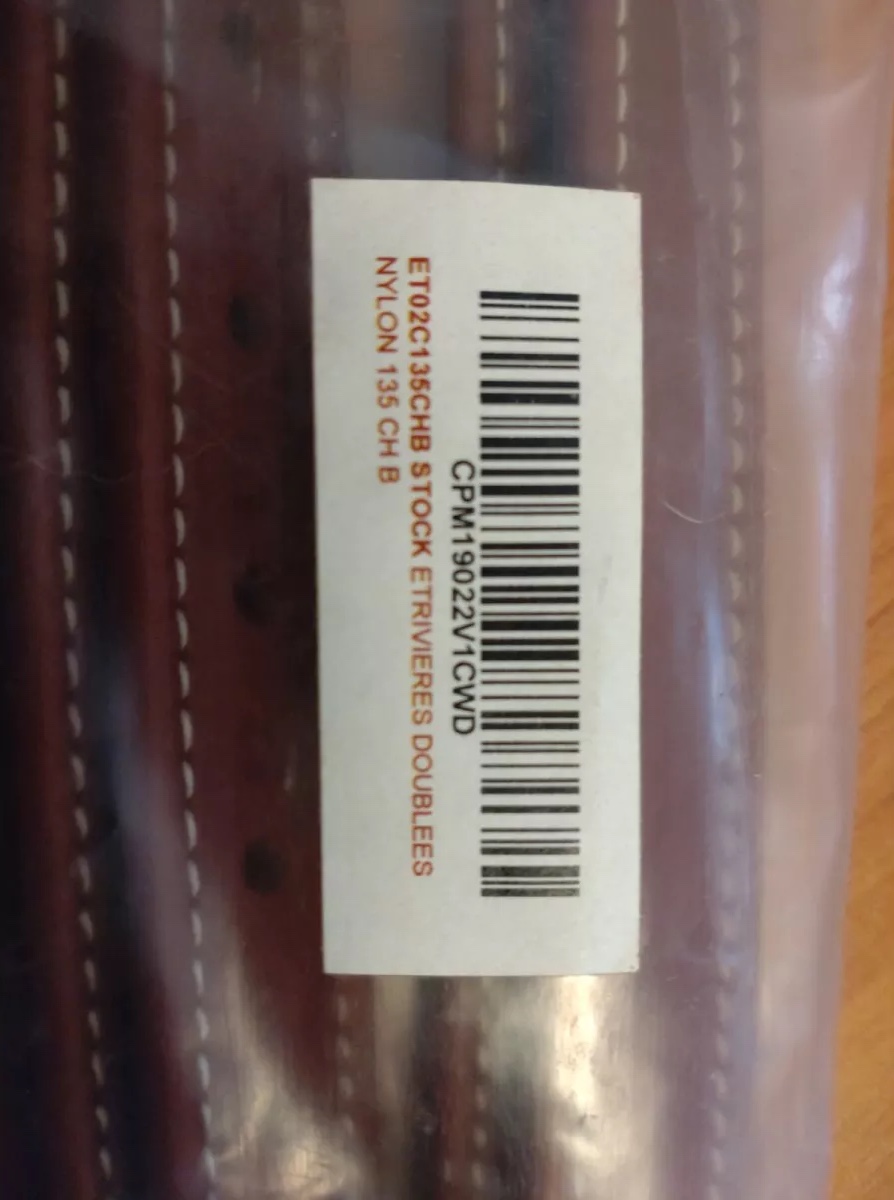 CPM19022V1CWD
ET02C135CHB STOCK ETRIVIERES DOUBLEES
NYLON 135 CH B